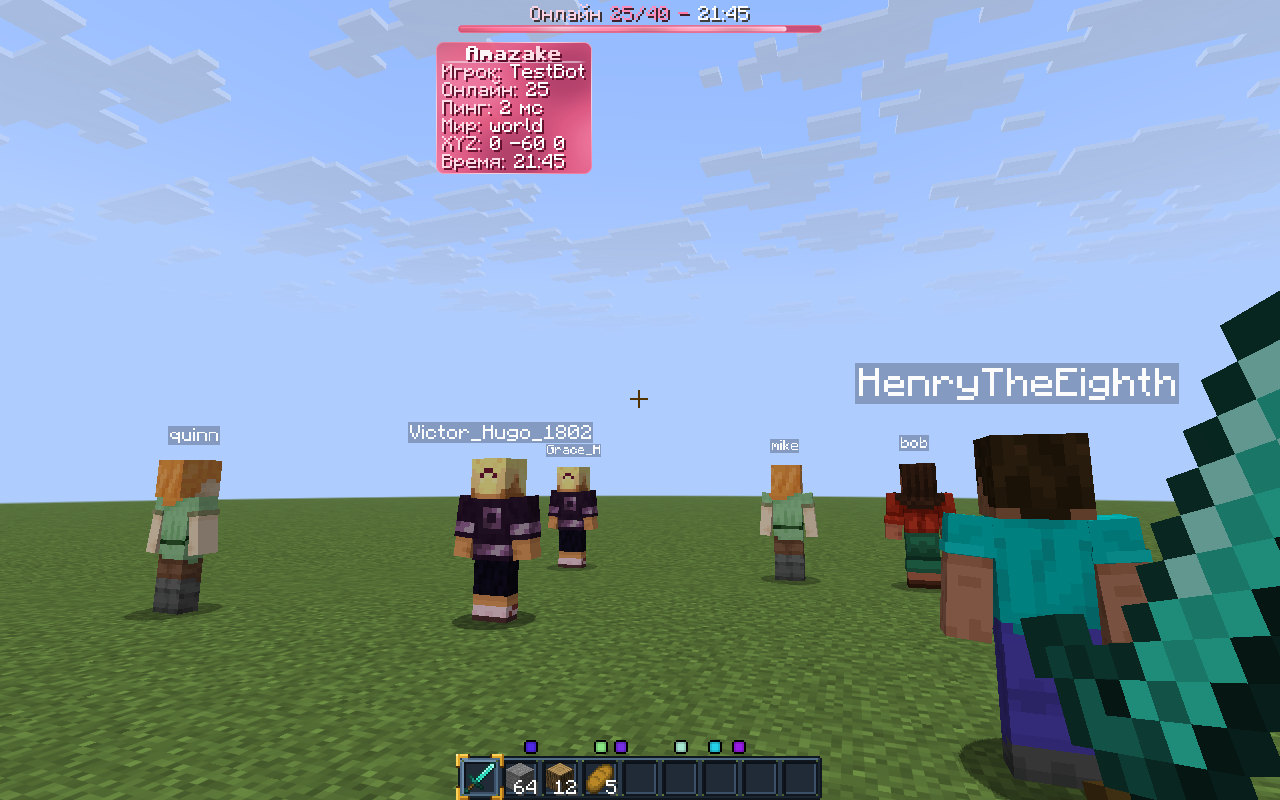 Онлайн 25/40 - 21:45
Amazake
Игрок: TestBot
Онлайн: 25
Пинг: 2 мс
Мир: world
XYZ: 0 -60 0
Время: 21:45
HenryTheEighth
quinn
Victor_Hugo_1802
Grace_H
mike
bob
64
12
5